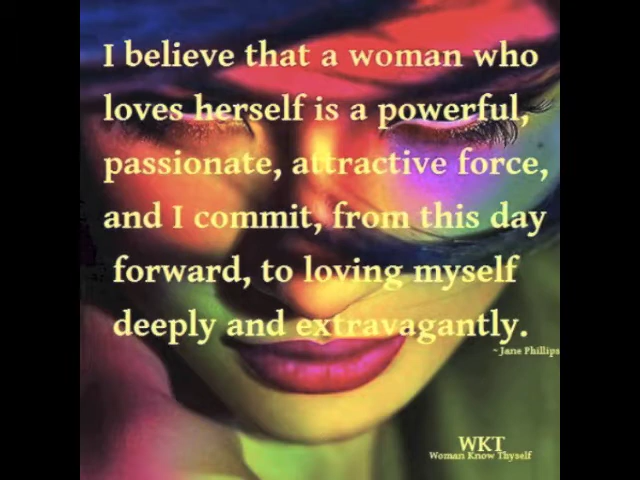 I believe that a woman who
loves herself is a powerful,
passionate, attractive force,
and I commit, from this day
forward, to loving myself
deeply and extravagantly.
~ Jane Phillips
WKT
Woman Know Thyself